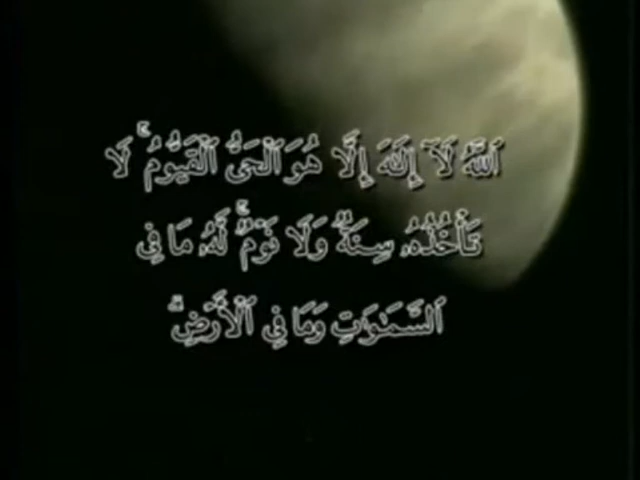 ٱللَّهُ لَآ إِلَٰهَ إِلَّا هُوَ ٱلْحَىُّ ٱلْقَيُّومُ ۚ لَا
تَأْخُذُهُۥ سِنَةٌ وَلَا نَوْمٌ ۚ لَّهُۥ مَا فِى
ٱلسَّمَٰوَٰتِ وَمَا فِى ٱلْأَرْضِ ۗ